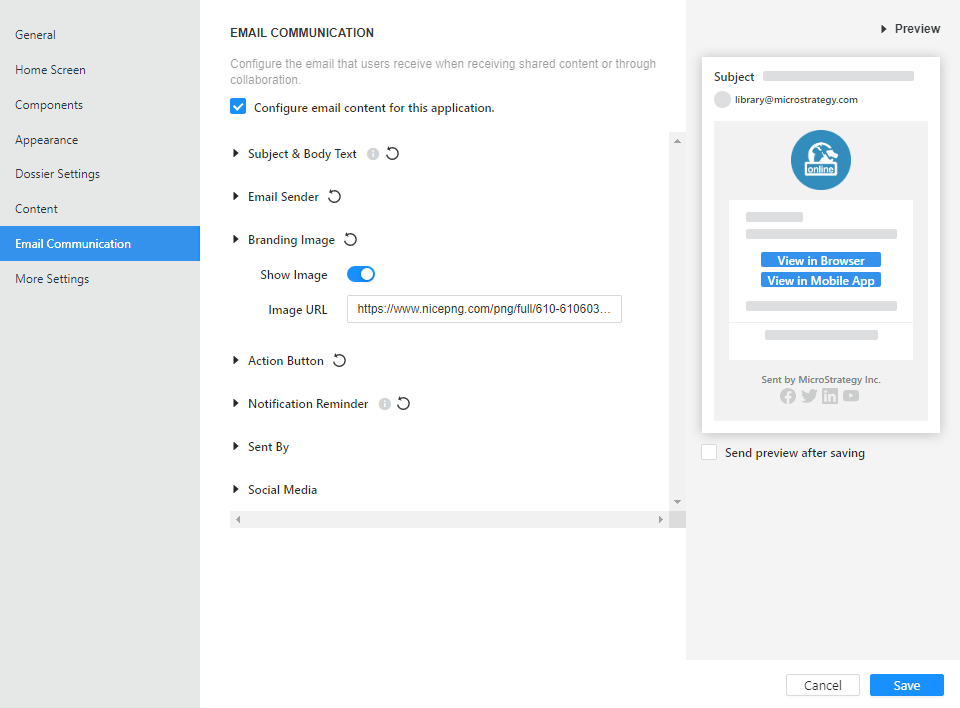 General
Home Screen
Components
Appearance
Dossier Settings
Content
Email Communication
More Settings
EMAIL COMMUNICATION
Configure the email that users receive when receiving shared content or through
collaboration.
Configure email content for this application.
Subject & Body Text
Email Sender
Branding Image
Show Image
Image URL
https://www.nicepng.com/png/full/610-610603...
Action Button
Notification Reminder
Sent By
Social Media
Preview
Subject
library@microstrategy.com
online
View in Browser
View in Mobile App
Sent by MicroStrategy Inc.
Send preview after saving
Cancel
Save